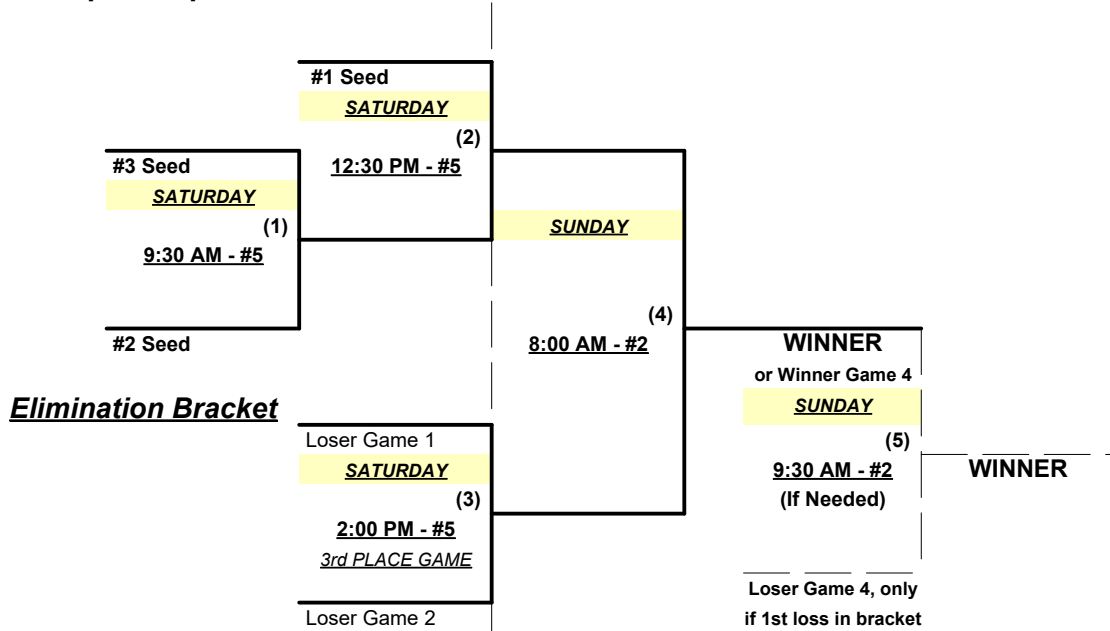 #1 Seed
SATURDAY
(2)
12:30 PM - #5
#3 Seed
SATURDAY
(1)
9:30 AM - #5
#2 Seed
SUNDAY
(4)
8:00 AM - #2
WINNER
or Winner Game 4
SUNDAY
(5)
9:30 AM - #2
(If Needed)
WINNER
Loser Game 4, only
if 1st loss in bracket
Elimination Bracket
Loser Game 1
SATURDAY
(3)
2:00 PM - #5
3rd PLACE GAME
Loser Game 2